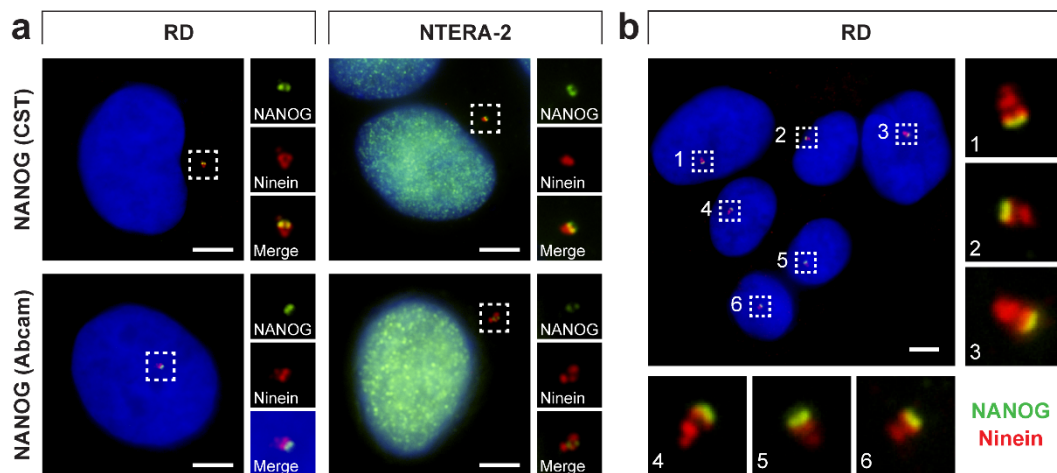 a
RD
NTERA-2
NANOG (CST)
NANOG
Ninein
Merge
NANOG
Ninein
Merge
NANOG (Abcam)
NANOG
Ninein
Merge
NANOG
Ninein
Merge
b
RD
1
2
3
4
5
6
1
2
3
4
5
6
NANOG
Ninein